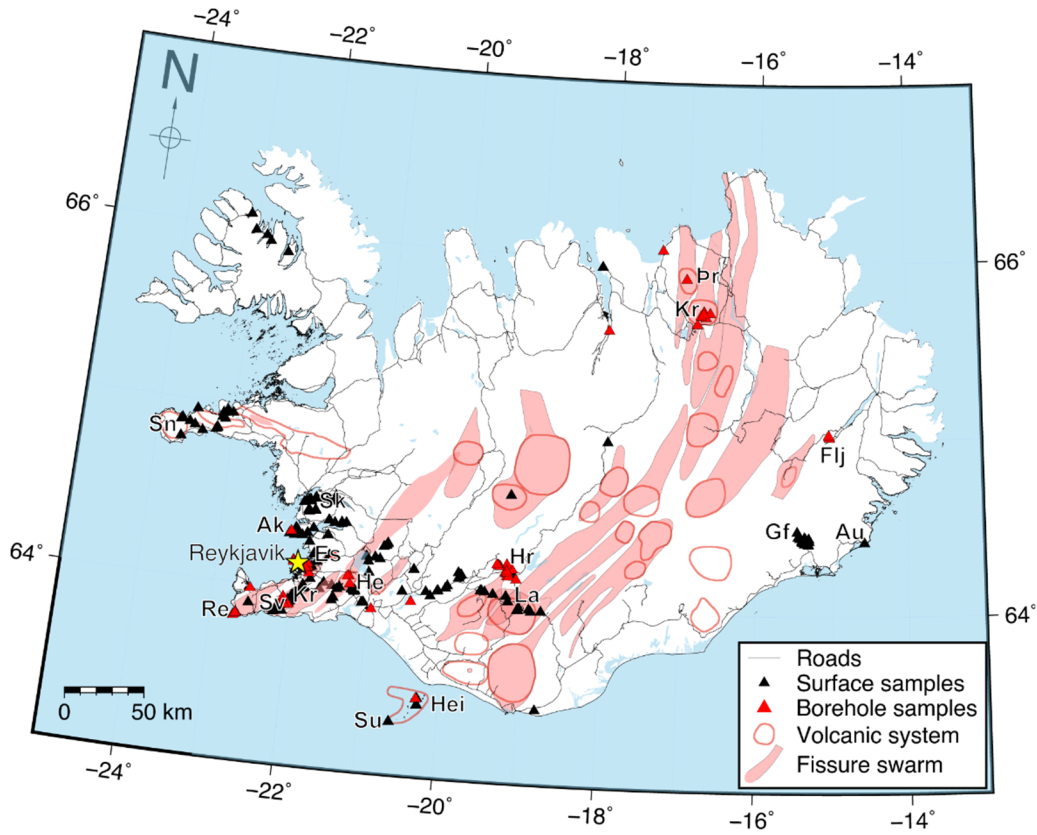 −24°
−22°
−20°
−18°
−16°
−14°
N
66°
66°
Þr
Kr
Sn
Flj
Sk
Ak
Gf
Au
Reykjavik
Es
Hr
64°
He
Kr
La
Re
Sv
64°
Hei
Su
0 50 km
Roads
Surface samples
Borehole samples
Volcanic system
Fissure swarm
−24°
−22°
−20°
−18°
−16°
−14°